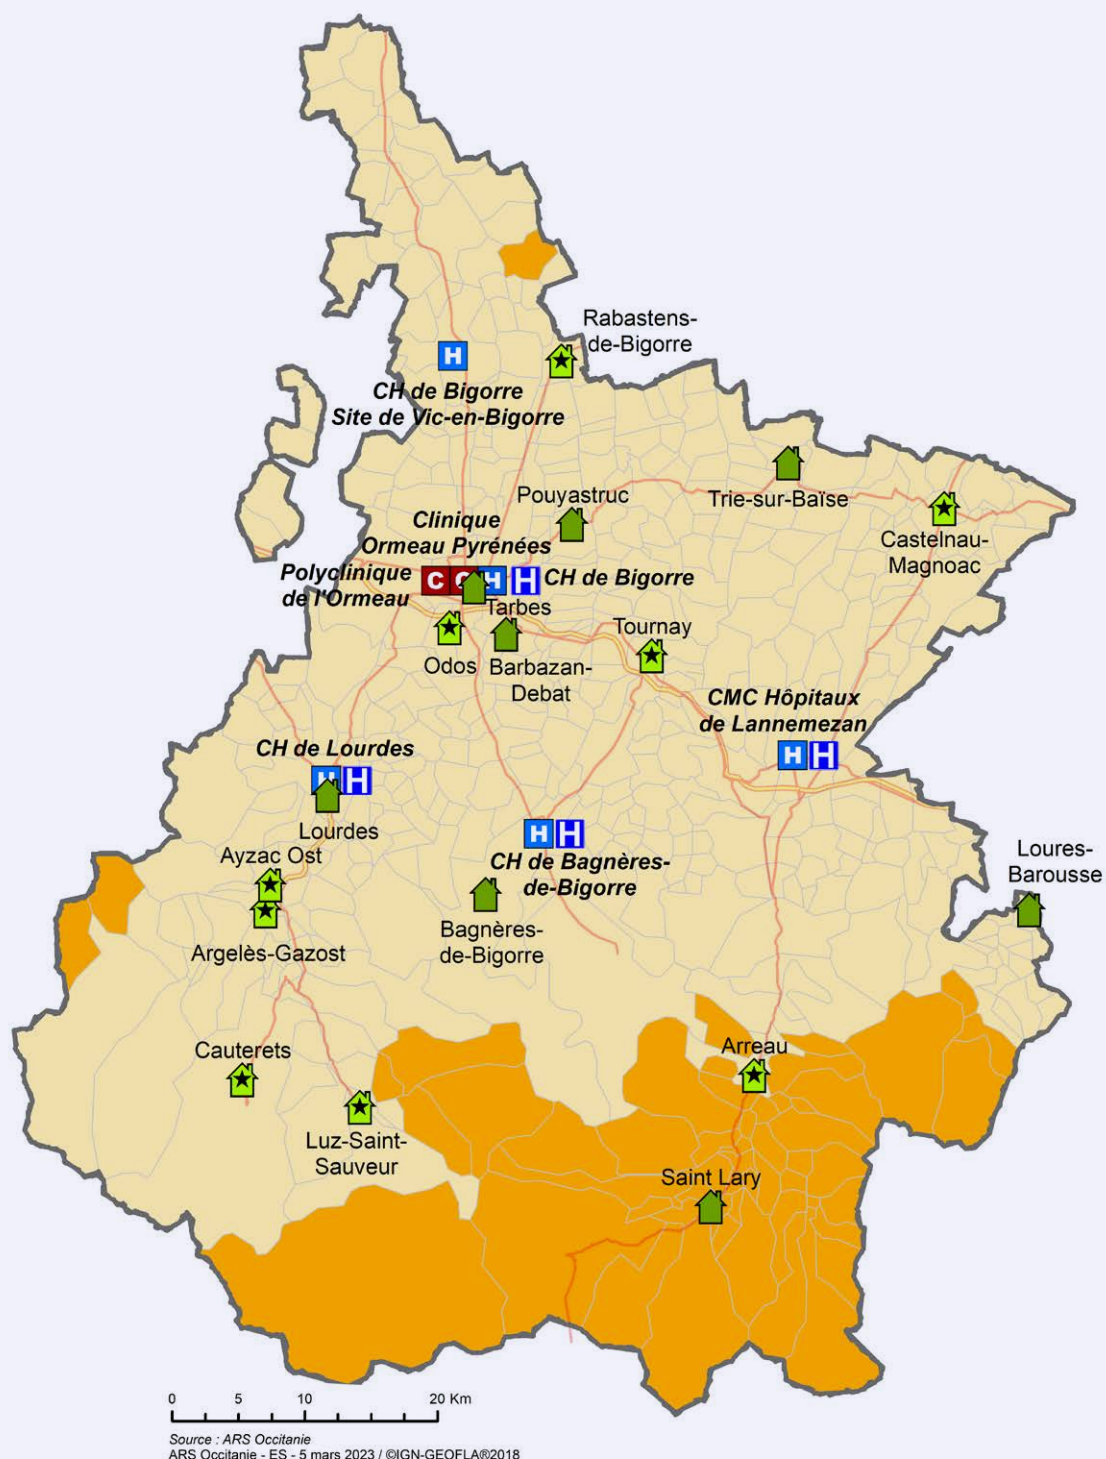 Rabastens-
de-Bigorre
H
CH de Bigorre
Site de Vic-en-Bigorre
Pouyastruc
Trie-sur-Baïse
Castelnau-
Magnoac
Clinique
Ormeau Pyrénées
Polyclinique
de l'Ormeau
C C H H
CH de Bigorre
Tarbes
Odos
Barbazan-
Debat
Tournay
CMC Hôpitaux
de Lannemezan
H H
CH de Lourdes
H H
Lourdes
H H
CH de Bagnères-
de-Bigorre
Ayzac Ost
Argelès-Gazost
Bagnères-
de-Bigorre
Loures-
Barousse
Cauterets
Luz-Saint-
Sauveur
Arreau
Saint Lary
0 5 10 20 Km
Source : ARS Occitanie
ARS Occitanie - ES - 5 mars 2023 / ©IGN-GEOFLA®2018